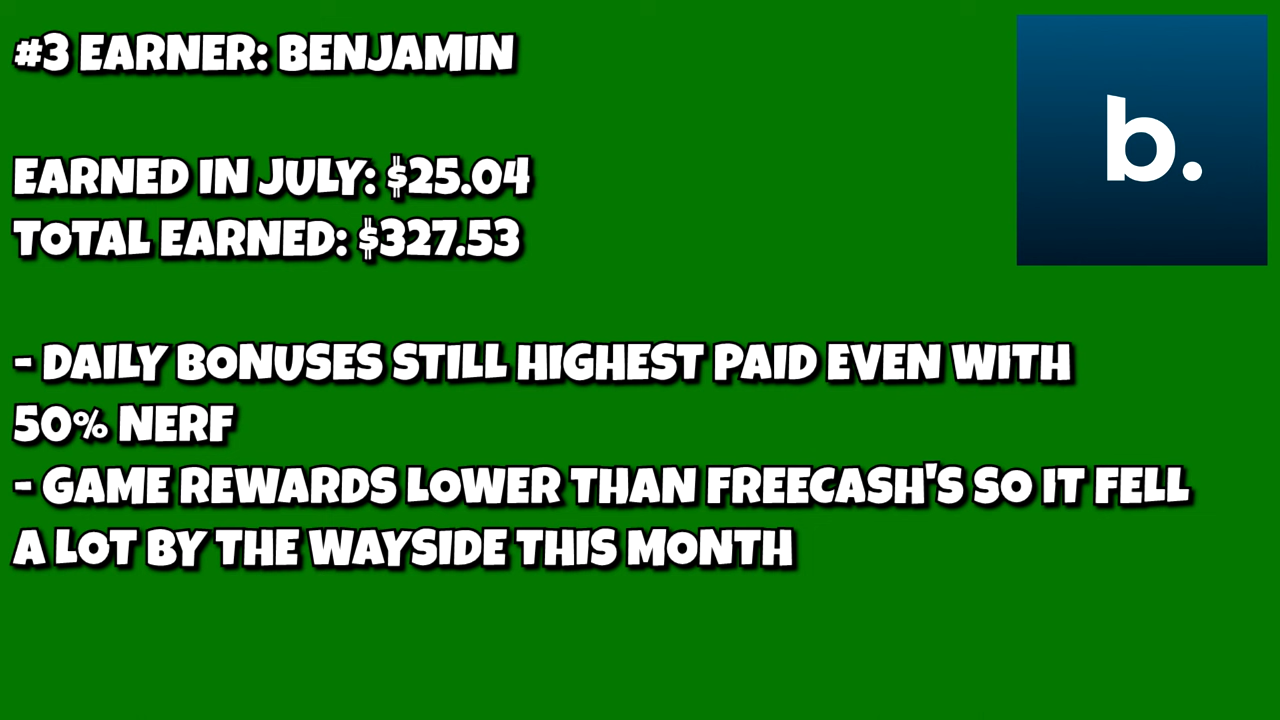 #3 EARNER: BENJAMIN
b.
EARNED IN JULY: $25.04
TOTAL EARNED: $327.53
- DAILY BONUSES STILL HIGHEST PAID EVEN WITH
50% NERF
- GAME REWARDS LOWER THAN FREECASH'S SO IT FELL
A LOT BY THE WAYSIDE THIS MONTH